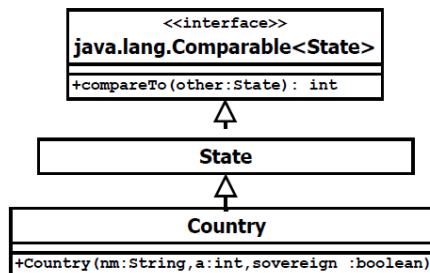 <<interface>>
java.lang.Comparable<State>
+compareTo(other:State): int
State
Country
+Country(nm:String,a:int,sovereign :boolean)